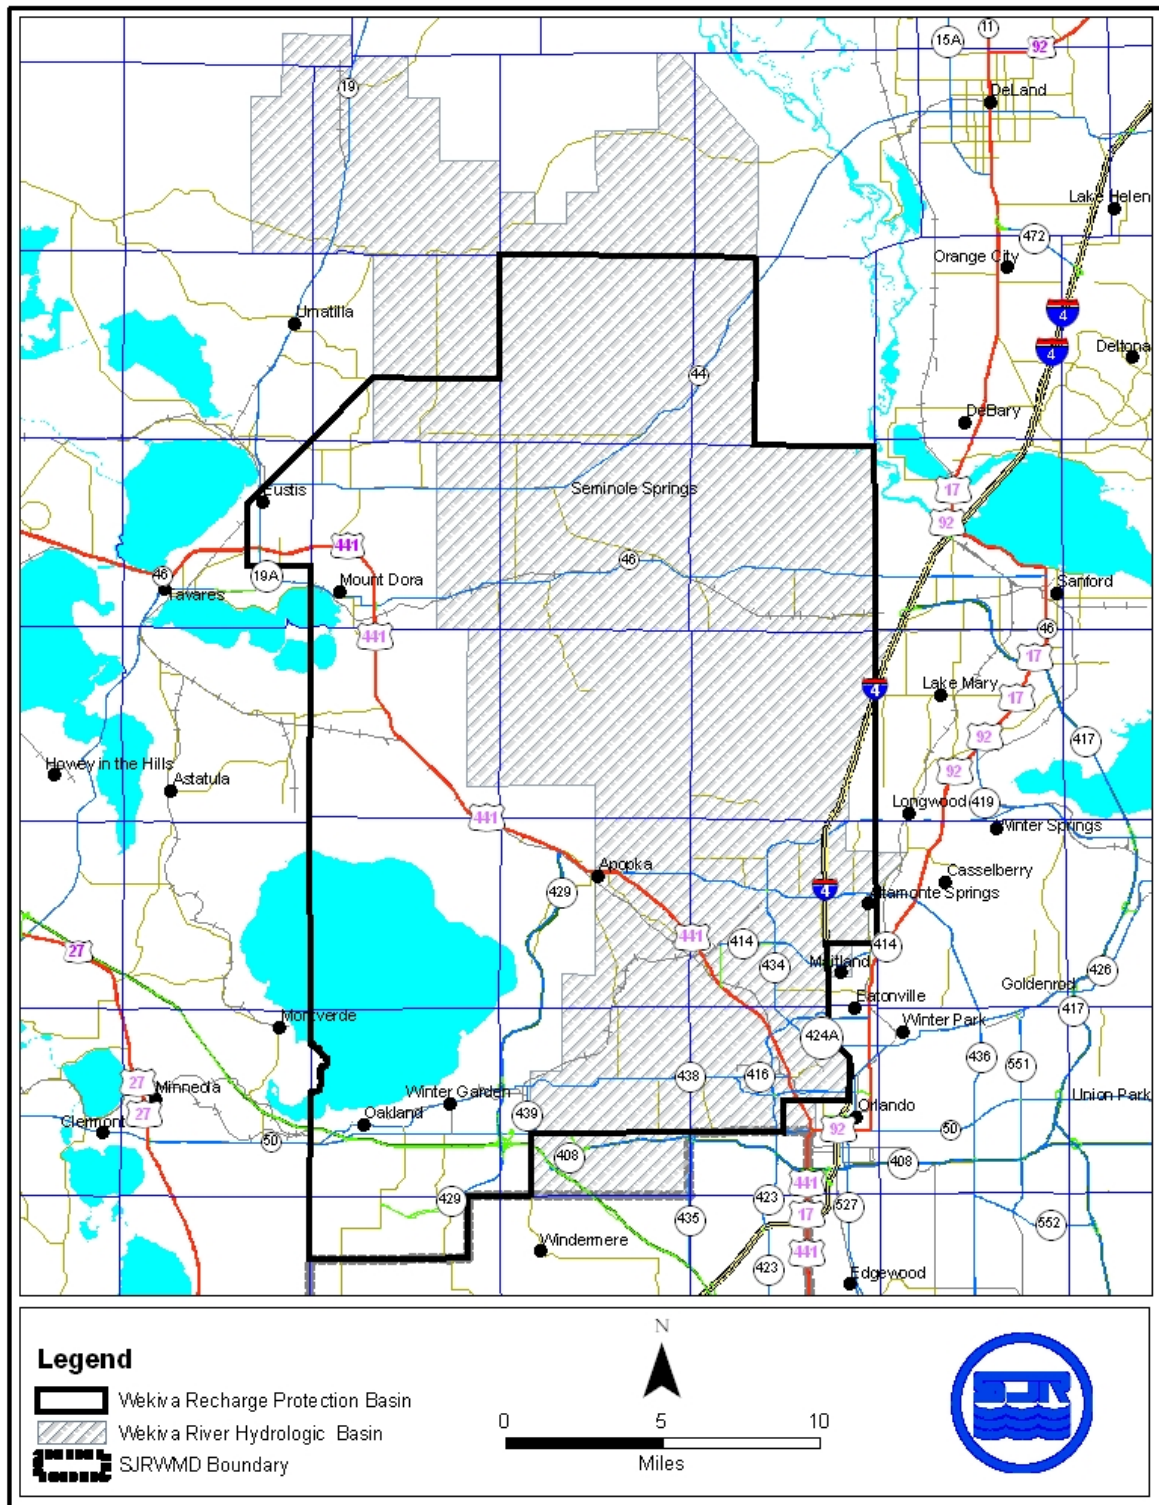 11
15A
92
19
DeLand
Lake Helen
472
Orange City
4
Umatilla
4
Deltona
44
DeBary
Eustis
Seminole Springs
17
92
441
46
46
19A
Mount Dora
Sanford
Tavares
441
46
17
4
Lake Mary
17
92
417
Howey in the Hills
92
Astatula
Longwood
419
441
Winter Springs
Apopka
Casselberry
429
4
Altamonte Springs
441
414
414
27
434
Maitland
426
Goldenrod
Eatonville
417
Montverde
Winter Park
424A
436
551
27
Minneola
438
416
Winter Garden
Union Park
27
439
Oakland
Orlando
Clermont
92
50
50
408
408
441
429
423
527
17
435
552
Windermere
441
423
Edgewood
N
Legend
Wekiva Recharge Protection Basin
0
5
10
Wekiva River Hydrologic Basin
SJRWMD Boundary
Miles
SJR